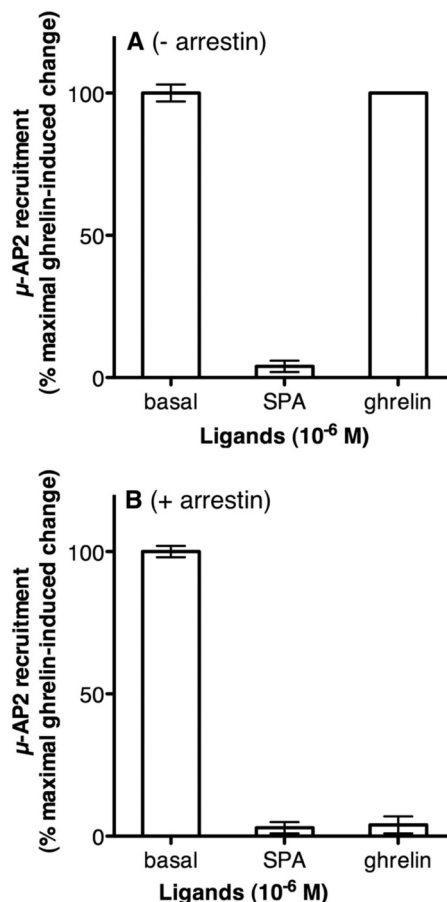 A (- arrestin)
μ-AP2 recruitment
(% maximal ghrelin-induced change)
100
50
0
basal SPA ghrelin
Ligands (10⁻⁶ M)
B (+ arrestin)
μ-AP2 recruitment
(% maximal ghrelin-induced change)
100
50
0
basal SPA ghrelin
Ligands (10⁻⁶ M)